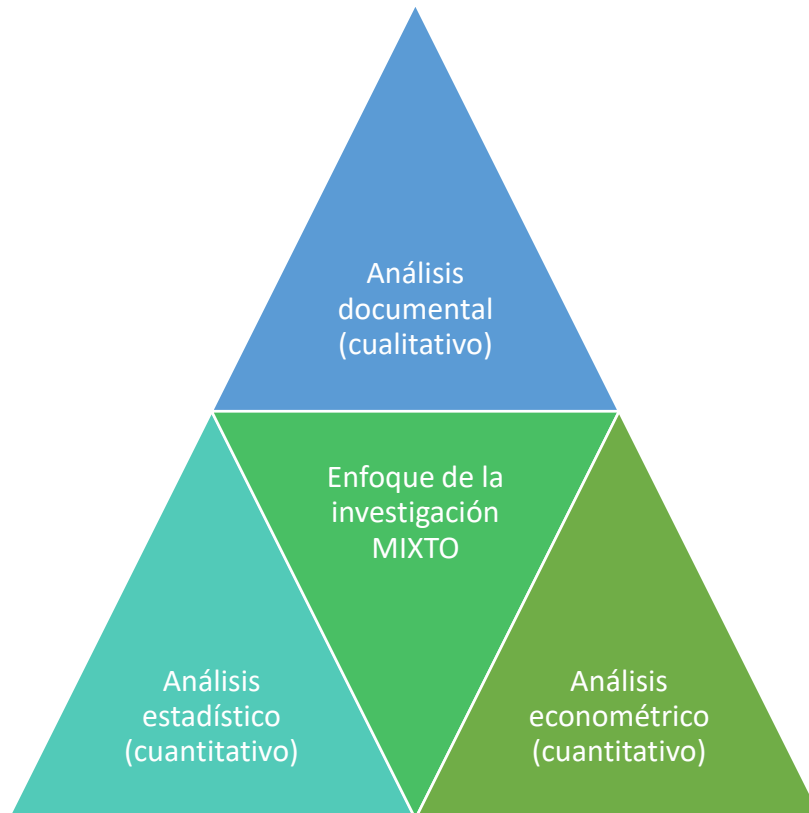 Análisis
documental
(cualitativo)
Enfoque de la
investigación
MIXTO
Análisis
estadístico
(cuantitativo)
Análisis
econométrico
(cuantitativo)